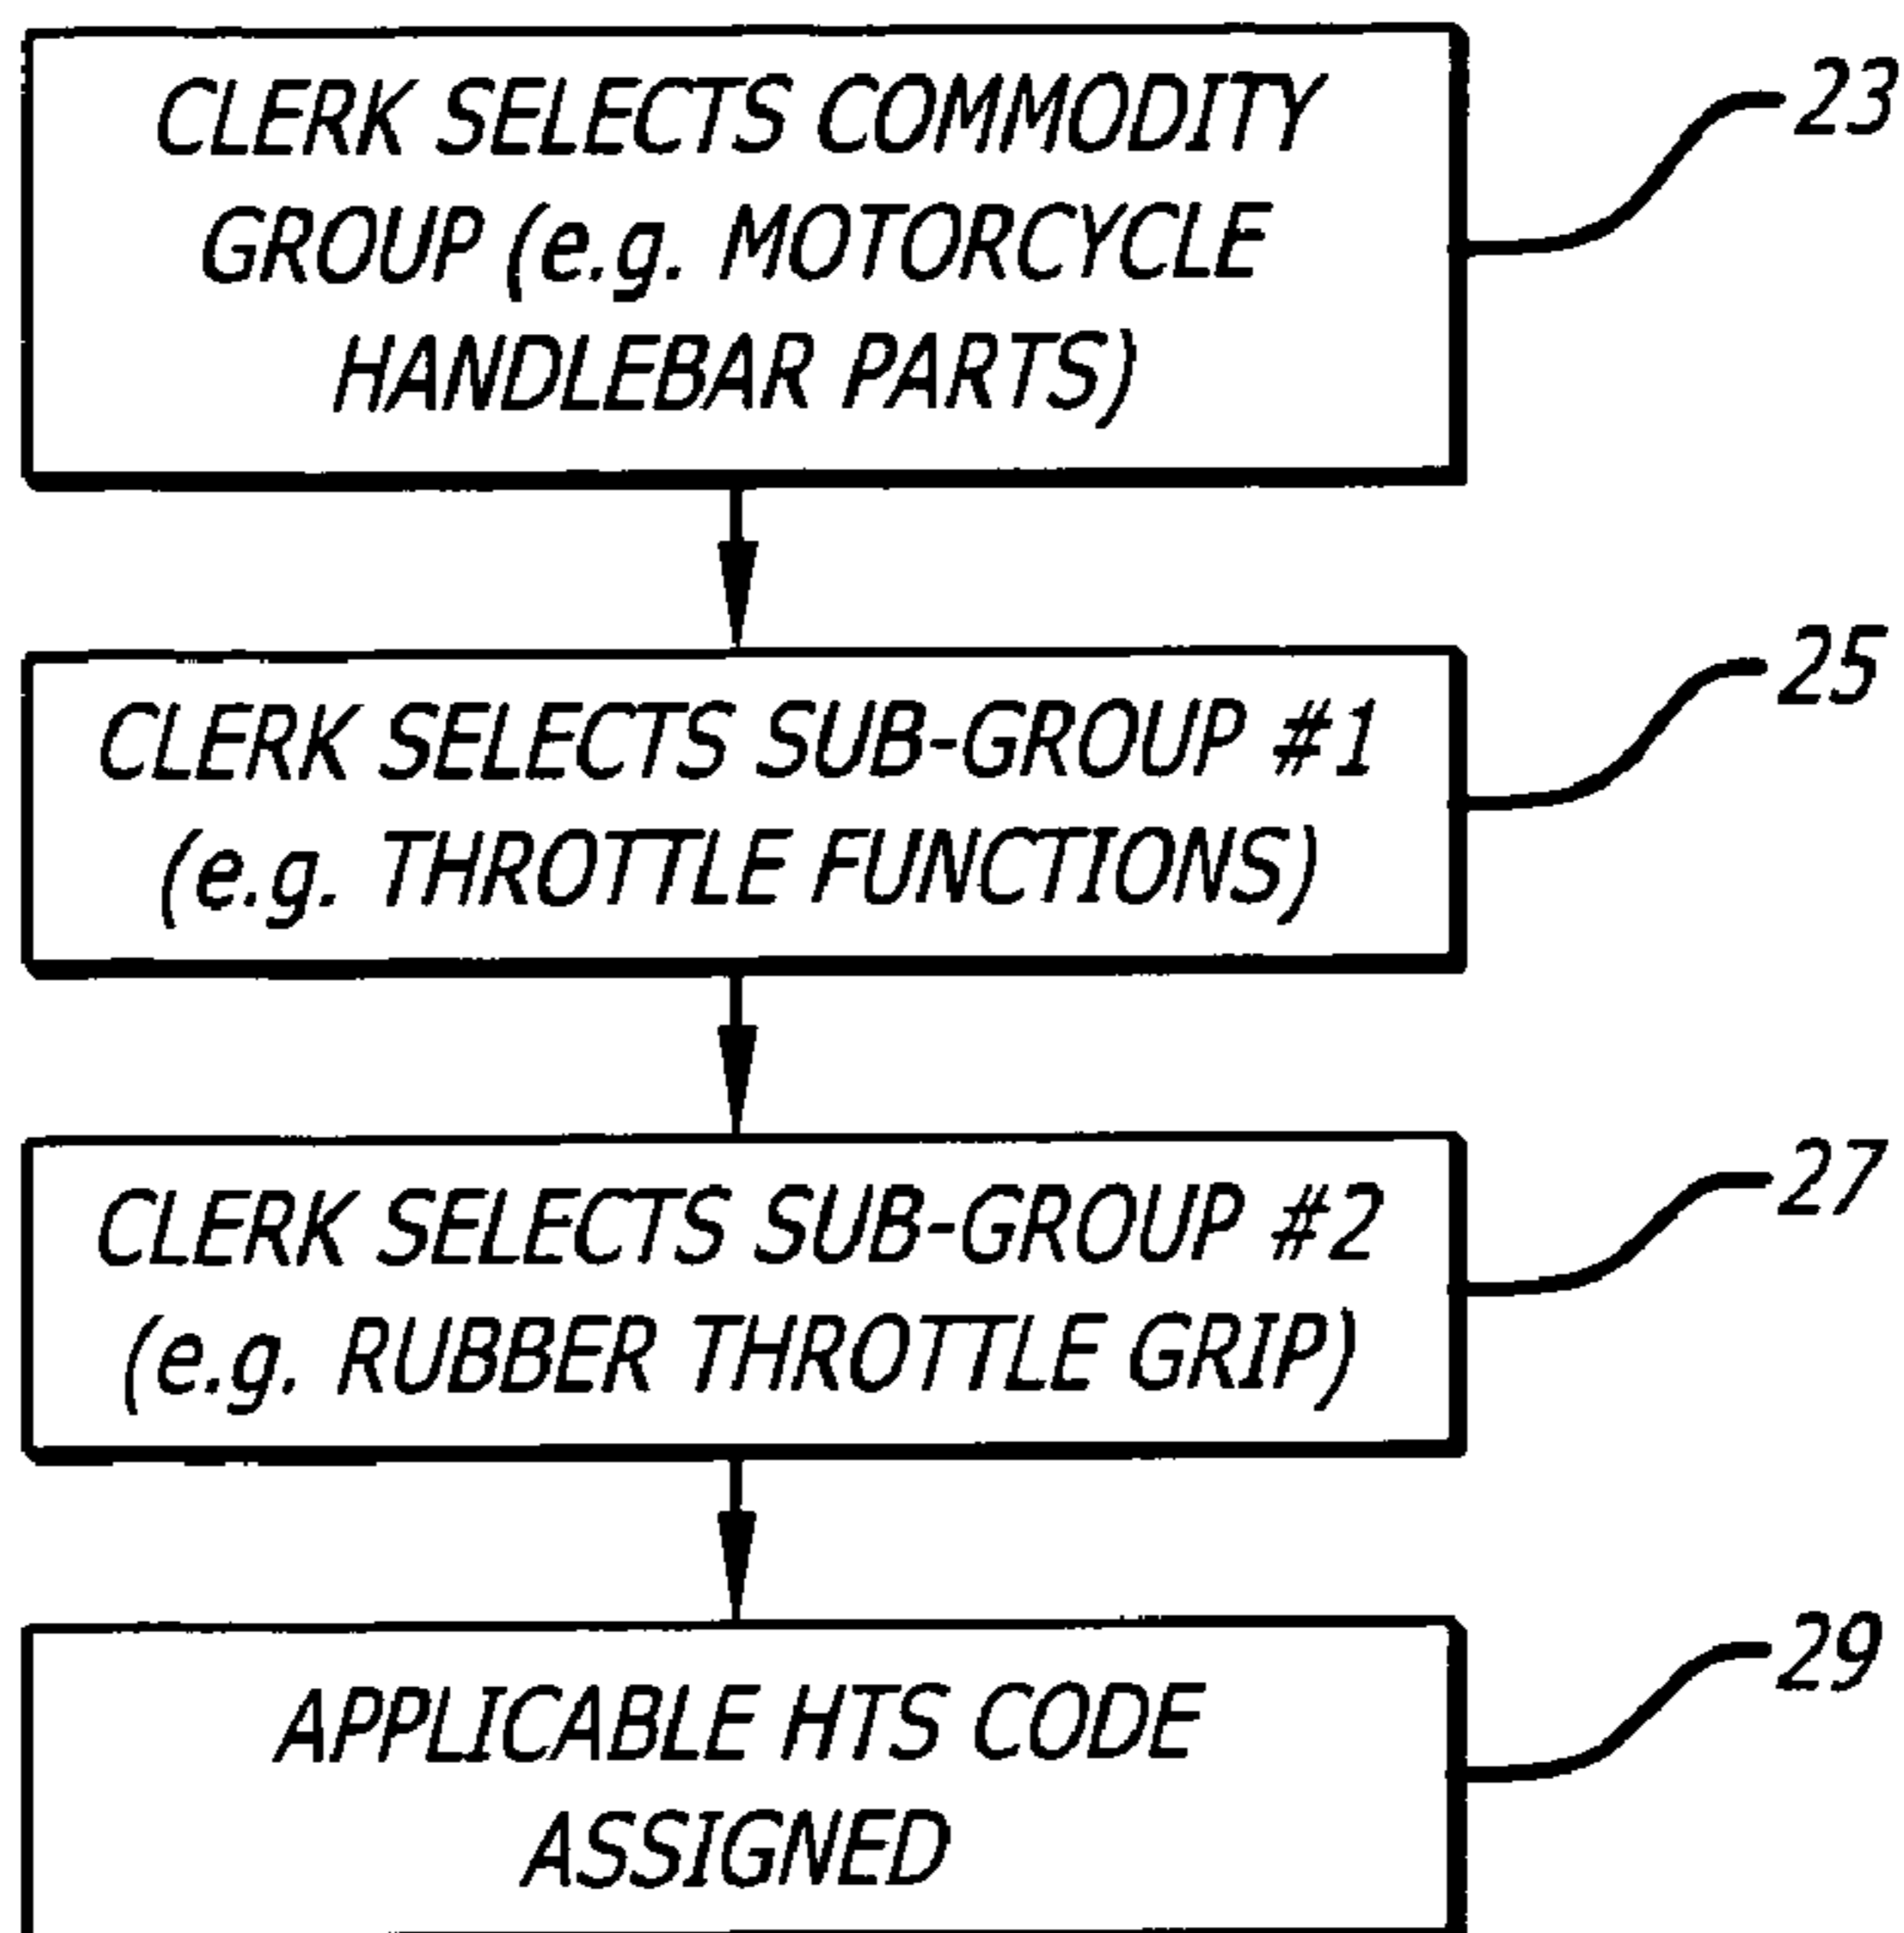 CLERK SELECTS COMMODITY
GROUP (e.g. MOTORCYCLE
HANDLEBAR PARTS)
23
CLERK SELECTS SUB-GROUP #1
(e.g. THROTTLE FUNCTIONS)
25
CLERK SELECTS SUB-GROUP #2
(e.g. RUBBER THROTTLE GRIP)
27
APPLICABLE HTS CODE
ASSIGNED
29